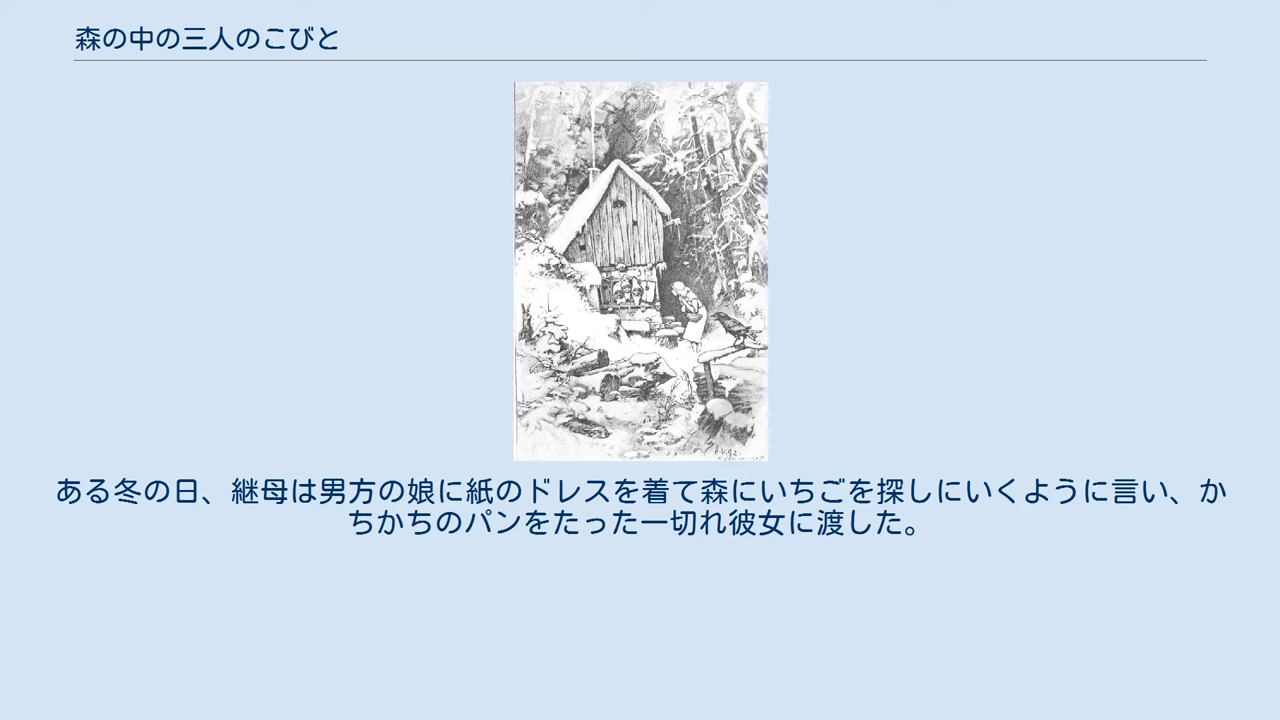 森の中の三人のこびと
ある冬の日、継母は男方の娘に紙のドレスを着て森にいちごを探しにいくように言い、か
ちかちのパンをたった一切れ彼女に渡した。